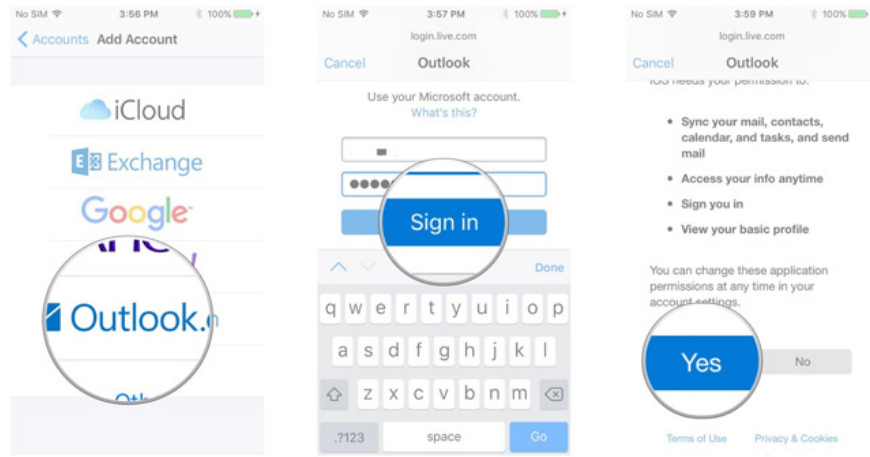 No SIM 3:56 PM 100%
Accounts Add Account
iCloud
Exchange
Google
Outlook.
No SIM 3:57 PM 100%
login.live.com
Cancel Outlook
Use your Microsoft account.
What's this?
Sign in
Done
q w e r t y u i o p
a s d f g h j k l
z x c v b n m
.?123 space Go
No SIM 3:59 PM 100%
login.live.com
Cancel Outlook
iOS needs your permission to:
• Sync your mail, contacts,
calendar, and tasks, and send
mail
• Access your info anytime
• Sign you in
• View your basic profile
You can change these application
permissions at any time in your
account settings.
Yes No
Terms of Use Privacy & Cookies